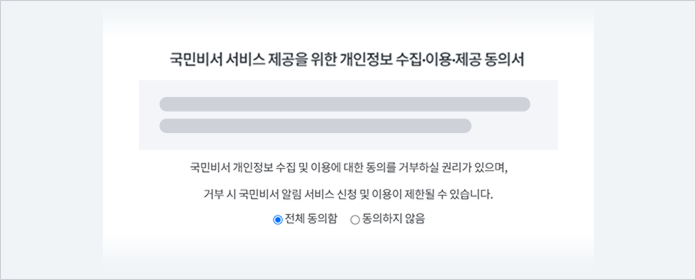 국민비서 서비스 제공을 위한 개인정보 수집·이용·제공 동의서
국민비서 개인정보 수집 및 이용에 대한 동의를 거부하실 권리가 있으며,
거부 시 국민비서 알림 서비스 신청 및 이용이 제한될 수 있습니다.
전체 동의함 동의하지 않음